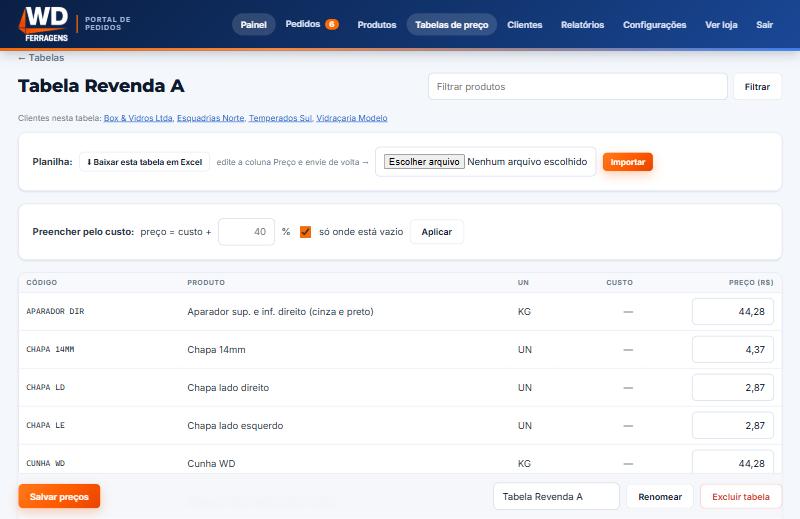 WD
FERRAGENS
PORTAL DE
PEDIDOS
Painel Pedidos 6 Produtos Tabelas de preço Clientes Relatórios Configurações Ver loja Sair
← Tabelas
Tabela Revenda A
Filtrar produtos Filtrar
Clientes nesta tabela: Box & Vidros Ltda, Esquadrias Norte, Temperados Sul, Vidraçaria Modelo
Planilha: ⬇ Baixar esta tabela em Excel edite a coluna Preço e envie de volta → Escolher arquivo Nenhum arquivo escolhido Importar
Preencher pelo custo: preço = custo + 40 % só onde está vazio Aplicar
CÓDIGO PRODUTO UN CUSTO PREÇO (R$)
APARADOR DIR Aparador sup. e inf. direito (cinza e preto) KG — 44,28
CHAPA 14MM Chapa 14mm UN — 4,37
CHAPA LD Chapa lado direito UN — 2,87
CHAPA LE Chapa lado esquerdo UN — 2,87
CUNHA WD Cunha WD KG — 44,28
Salvar preços Tabela Revenda A Renomear Excluir tabela